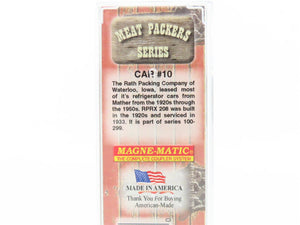 MEAT PACKERS
SERIES
CAR #10
The Rath Packing Company of
Waterloo, Iowa, leased most
of it's refrigerator cars from
Mather from the 1920s through
the 1950s. RPRX 208 was built
in the 1920s and serviced in
1933. It is part of series 100-
299.
MAGNE-MATIC®
THE COMPLETE COUPLER SYSTEM
MADE IN AMERICA
Thank You For Buying
American-Made